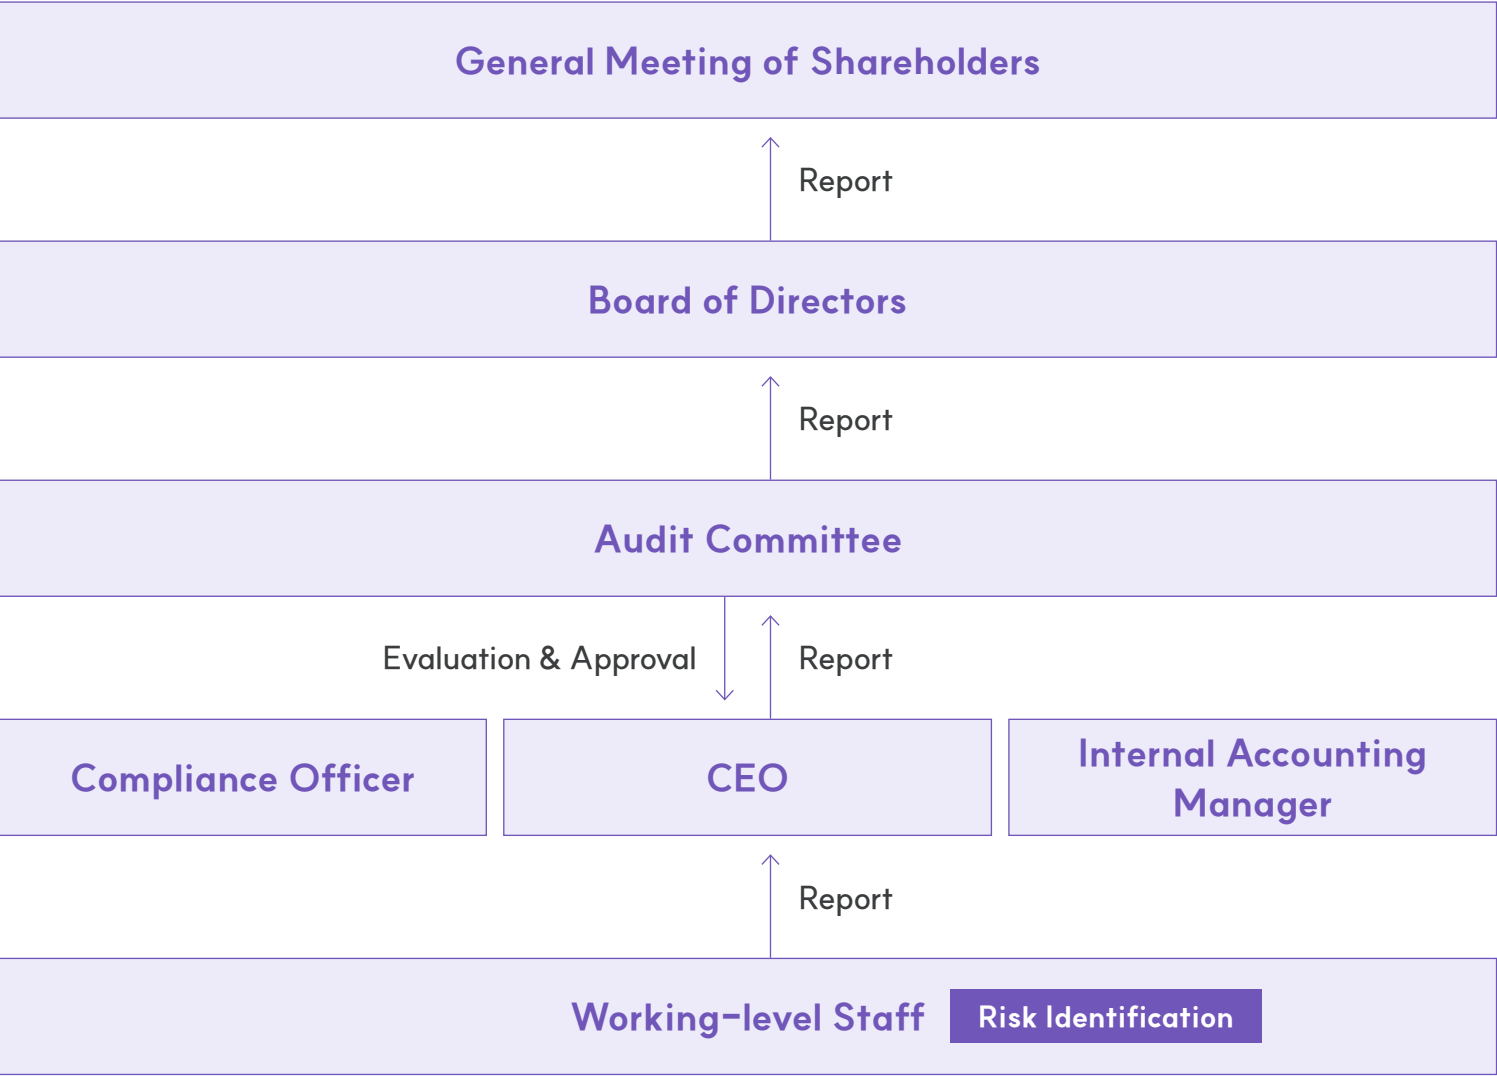 General Meeting of Shareholders
Report
Board of Directors
Report
Audit Committee
Evaluation & Approval
Report
Compliance Officer
CEO
Internal Accounting
Manager
Report
Working-level Staff
Risk Identification